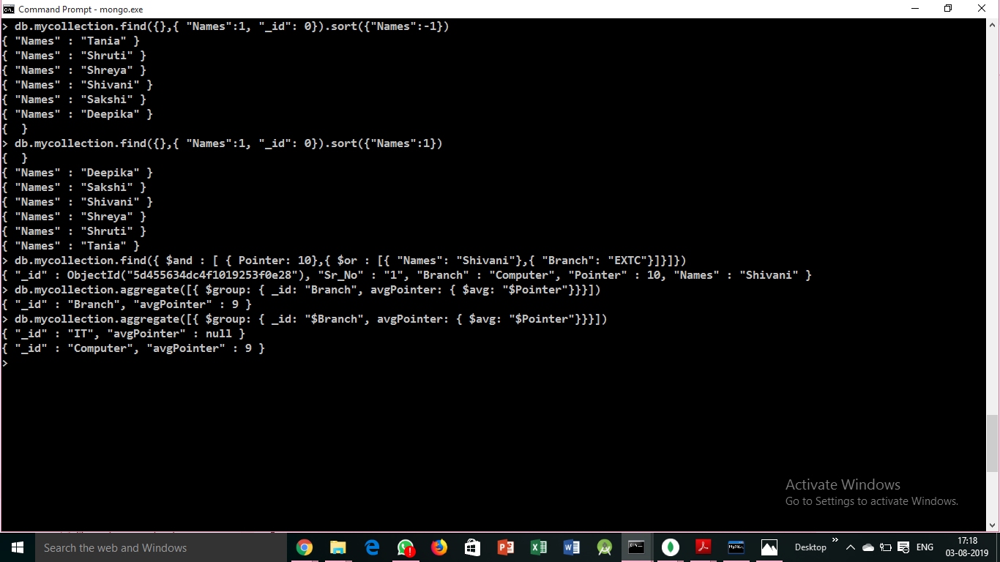 Command Prompt - mongo.exe
> db.mycollection.find({},{ "Names":1, "_id": 0}).sort({"Names":-1})
{ "Names" : "Tania" }
{ "Names" : "Shruti" }
{ "Names" : "Shreya" }
{ "Names" : "Shivani" }
{ "Names" : "Sakshi" }
{ "Names" : "Deepika" }
{  }
> db.mycollection.find({},{ "Names":1, "_id": 0}).sort({"Names":1})
{  }
{ "Names" : "Deepika" }
{ "Names" : "Sakshi" }
{ "Names" : "Shivani" }
{ "Names" : "Shreya" }
{ "Names" : "Shruti" }
{ "Names" : "Tania" }
> db.mycollection.find({ $and : [ { Pointer: 10},{ $or : [{ "Names": "Shivani"},{ "Branch": "EXTC"}]}]})
{ "_id" : ObjectId("5d455634dc4f1019253f0e28"), "Sr_No" : "1", "Branch" : "Computer", "Pointer" : 10, "Names" : "Shivani" }
> db.mycollection.aggregate([{ $group: { _id: "Branch", avgPointer: { $avg: "$Pointer"}}}])
{ "_id" : "Branch", "avgPointer" : 9 }
> db.mycollection.aggregate([{ $group: { _id: "$Branch", avgPointer: { $avg: "$Pointer"}}}])
{ "_id" : "IT", "avgPointer" : null }
{ "_id" : "Computer", "avgPointer" : 9 }
>
Activate Windows
Go to Settings to activate Windows.
Search the web and Windows
Desktop
ENG
17:18
03-08-2019